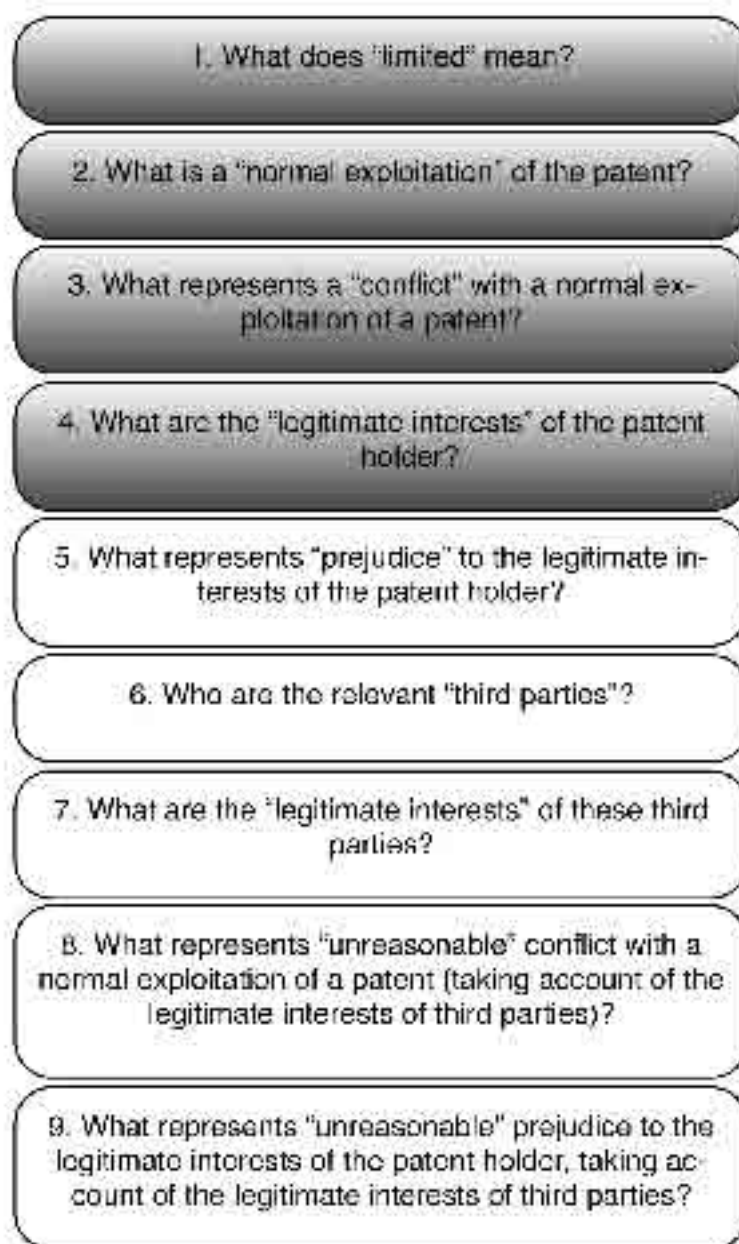 1. What does "limited" mean?
2. What is a "normal exploitation" of the patent?
3. What represents a "conflict" with a normal ex-
ploitation of a patent?
4. What are the "legitimate interests" of the patent
holder?
5. What represents "prejudice" to the legitimate in-
terests of the patent holder?
6. Who are the relevant "third parties"?
7. What are the "legitimate interests" of these third
parties?
8. What represents "unreasonable" conflict with a
normal exploitation of a patent (taking account of the
legitimate interests of third parties)?
9. What represents "unreasonable" prejudice to the
legitimate interests of the patent holder, taking ac-
count of the legitimate interests of third parties?